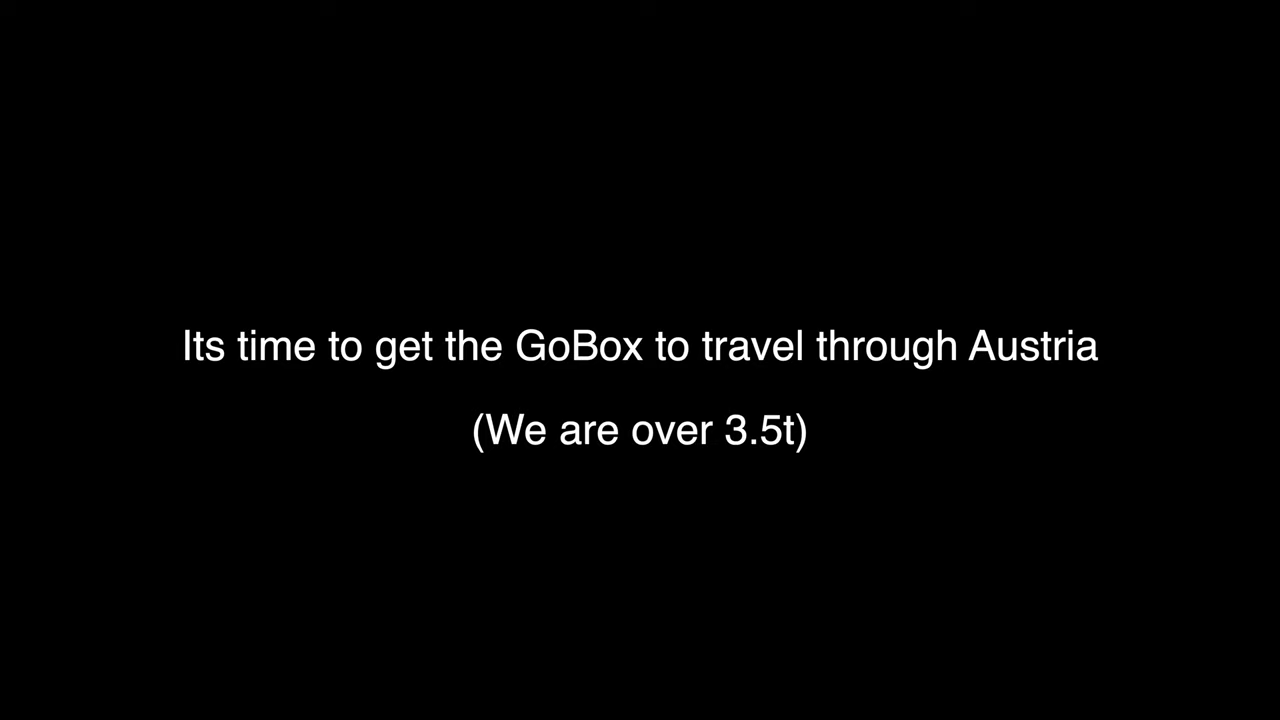 Its time to get the GoBox to travel through Austria
(We are over 3.5t)